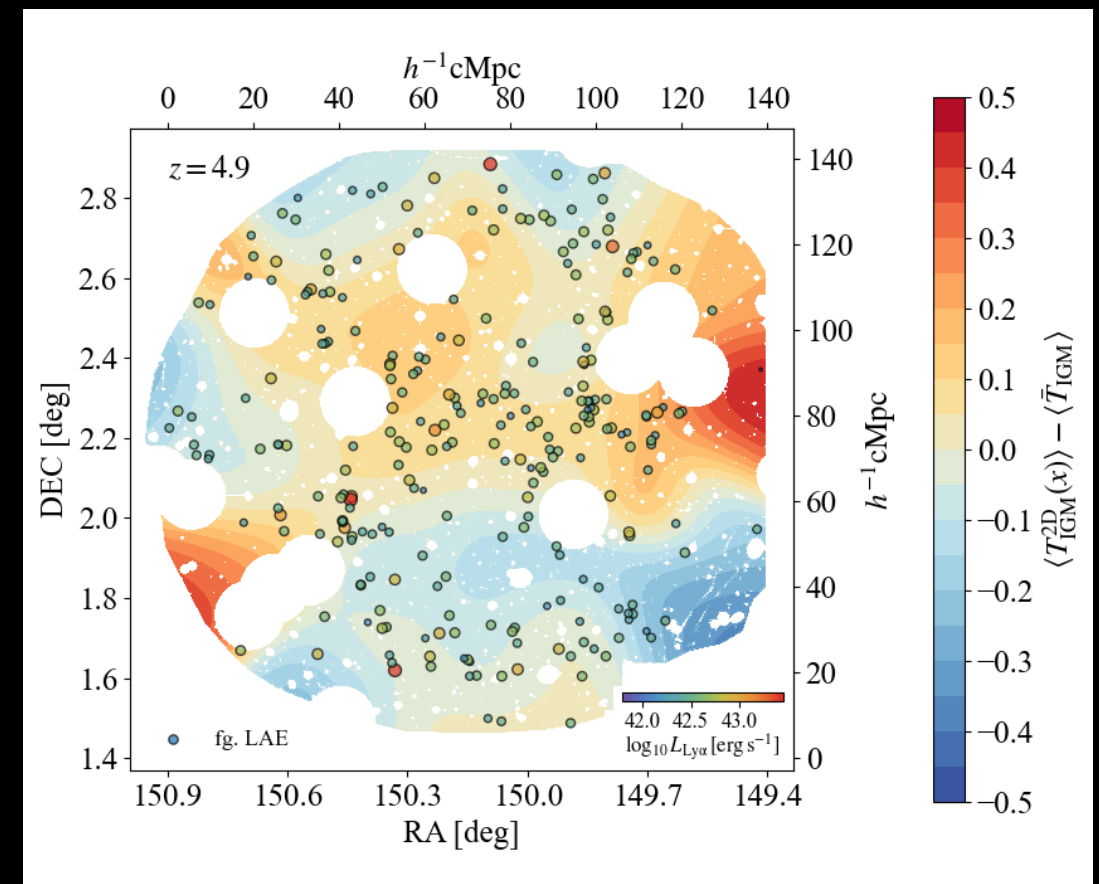 h⁻¹cMpc
0 20 40 60 80 100 120 140
z = 4.9
2.8
2.6
2.4
2.2
2.0
1.8
1.6
1.4
DEC [deg]
140
120
100
80
60
40
20
0
h⁻¹cMpc
fg. LAE
42.0 42.5 43.0
log₁₀ L_Lyα [erg s⁻¹]
150.9 150.6 150.3 150.0 149.7 149.4
RA [deg]
0.5
0.4
0.3
0.2
0.1
0.0
−0.1
−0.2
−0.3
−0.4
−0.5
⟨T²ᴰ_IGM(x)⟩ − ⟨T̄_IGM⟩